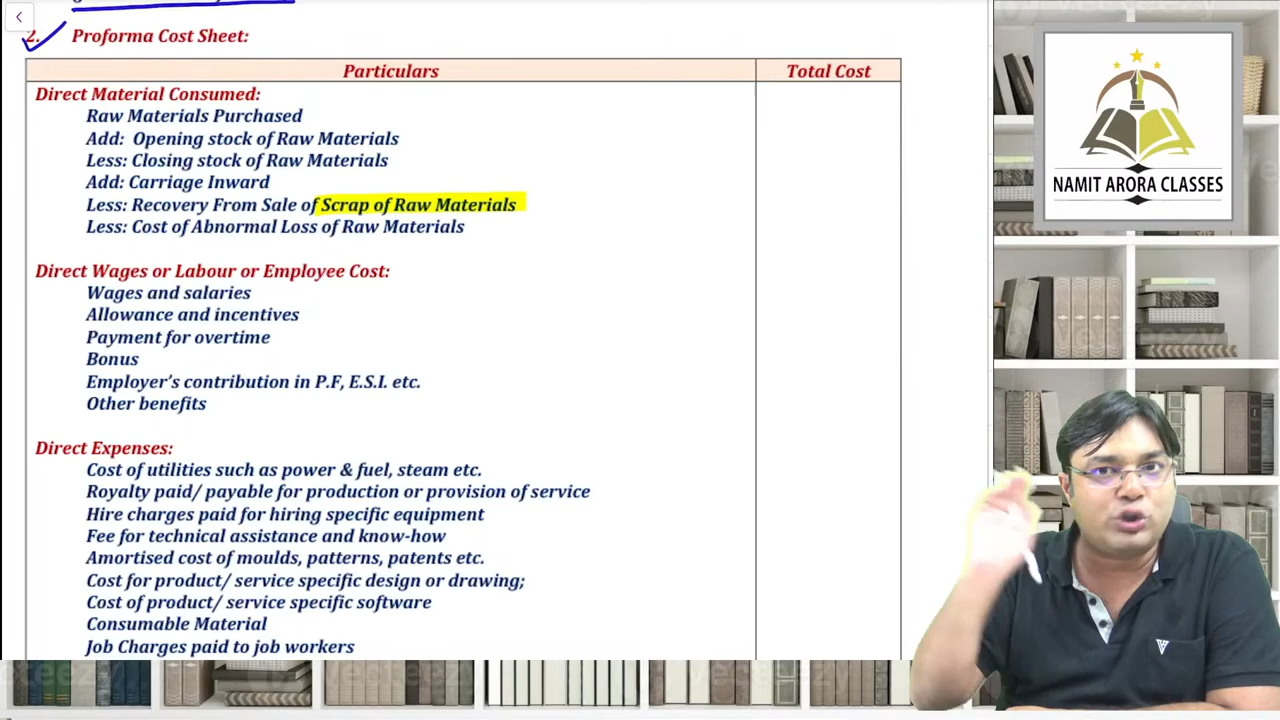 2. Proforma Cost Sheet:
Particulars
Total Cost
Direct Material Consumed:
Raw Materials Purchased
Add: Opening stock of Raw Materials
Less: Closing stock of Raw Materials
Add: Carriage Inward
Less: Recovery From Sale of Scrap of Raw Materials
Less: Cost of Abnormal Loss of Raw Materials
Direct Wages or Labour or Employee Cost:
Wages and salaries
Allowance and incentives
Payment for overtime
Bonus
Employer's contribution in P.F, E.S.I. etc.
Other benefits
Direct Expenses:
Cost of utilities such as power & fuel, steam etc.
Royalty paid/ payable for production or provision of service
Hire charges paid for hiring specific equipment
Fee for technical assistance and know-how
Amortised cost of moulds, patterns, patents etc.
Cost for product/ service specific design or drawing;
Cost of product/ service specific software
Consumable Material
Job Charges paid to job workers
NAMIT ARORA CLASSES